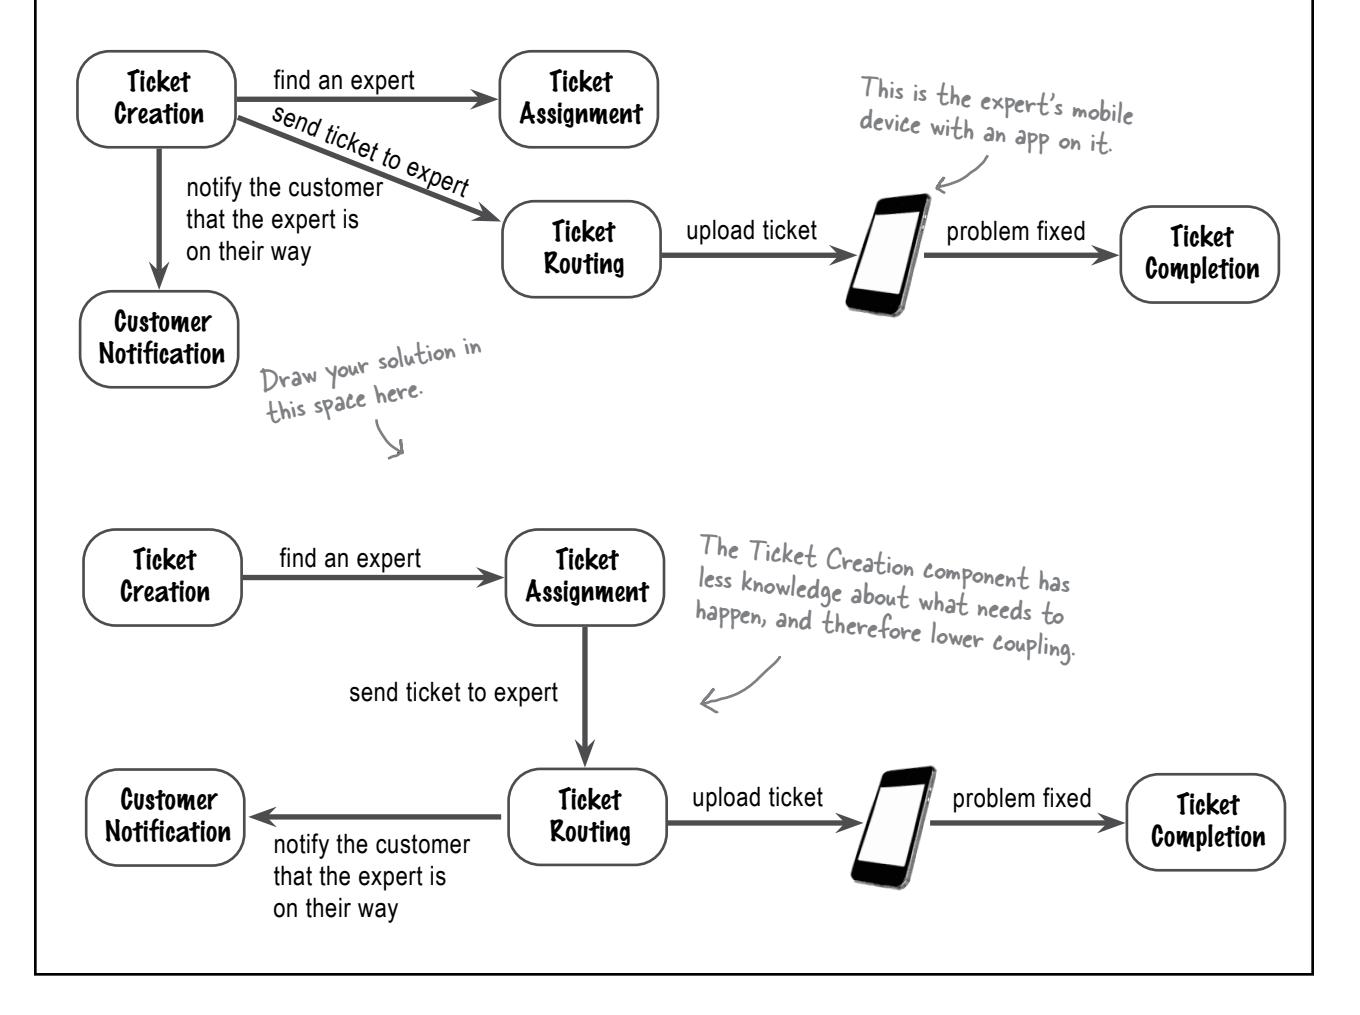 Ticket
Creation
find an expert
Ticket
Assignment
send ticket to expert
This is the expert's mobile
device with an app on it.
notify the customer
that the expert is
on their way
Ticket
Routing
upload ticket
problem fixed
Ticket
Completion
Customer
Notification
Draw your solution in
this space here.
Ticket
Creation
find an expert
Ticket
Assignment
The Ticket Creation component has
less knowledge about what needs to
happen, and therefore lower coupling.
send ticket to expert
Customer
Notification
notify the customer
that the expert is
on their way
Ticket
Routing
upload ticket
problem fixed
Ticket
Completion